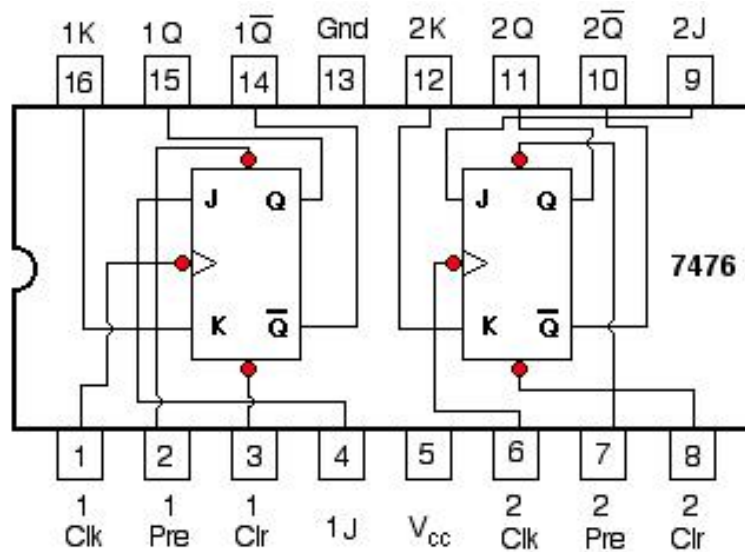 1K 1Q 1Q̅ Gnd 2K 2Q 2Q̅ 2J
16 15 14 13 12 11 10 9
J Q J Q
7476
K Q̅ K Q̅
1 2 3 4 5 6 7 8
1 1 1 2 2 2
Clk Pre Clr 1J Vcc Clk Pre Clr